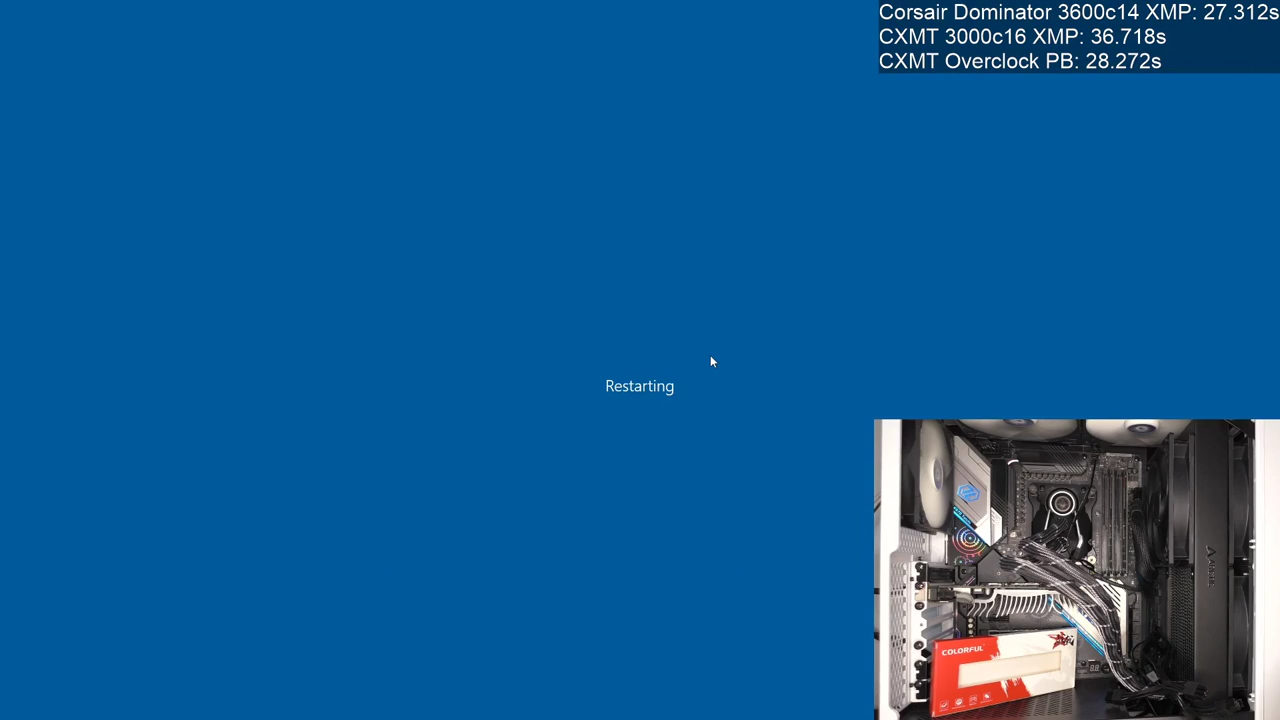 Corsair Dominator 3600c14 XMP: 27.312s
CXMT 3000c16 XMP: 36.718s
CXMT Overclock PB: 28.272s
Restarting
COLORFUL